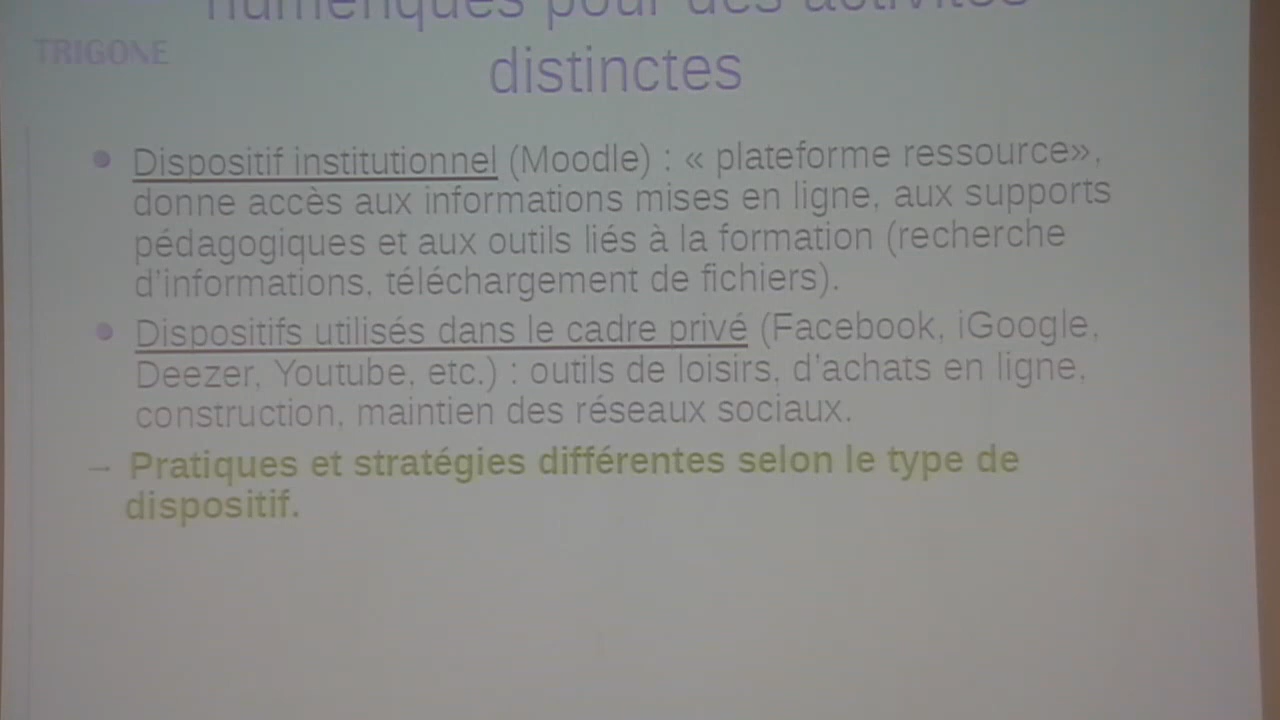 numériques pour des activités
TRIGONE
distinctes
• Dispositif institutionnel (Moodle) : « plateforme ressource»,
donne accès aux informations mises en ligne, aux supports
pédagogiques et aux outils liés à la formation (recherche
d'informations, téléchargement de fichiers).
• Dispositifs utilisés dans le cadre privé (Facebook, iGoogle,
Deezer, Youtube, etc.) : outils de loisirs, d'achats en ligne,
construction, maintien des réseaux sociaux.
→ Pratiques et stratégies différentes selon le type de
dispositif.